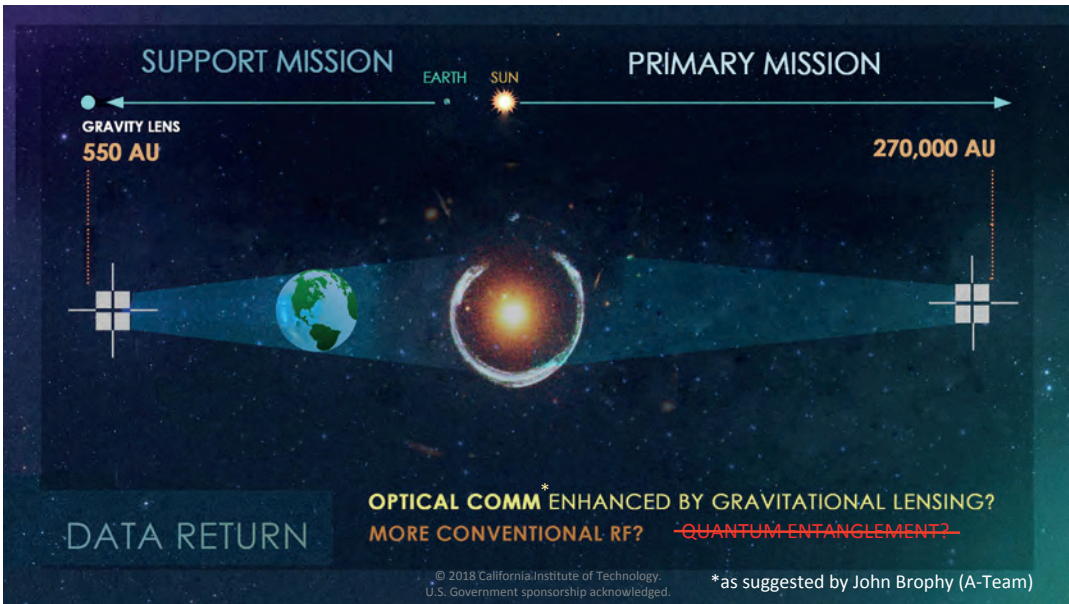 SUPPORT MISSION
EARTH
SUN
PRIMARY MISSION
GRAVITY LENS
550 AU
270,000 AU
OPTICAL COMM* ENHANCED BY GRAVITATIONAL LENSING?
MORE CONVENTIONAL RF? QUANTUM ENTANGLEMENT?
DATA RETURN
© 2018 California Institute of Technology.
U.S. Government sponsorship acknowledged.
*as suggested by John Brophy (A-Team)